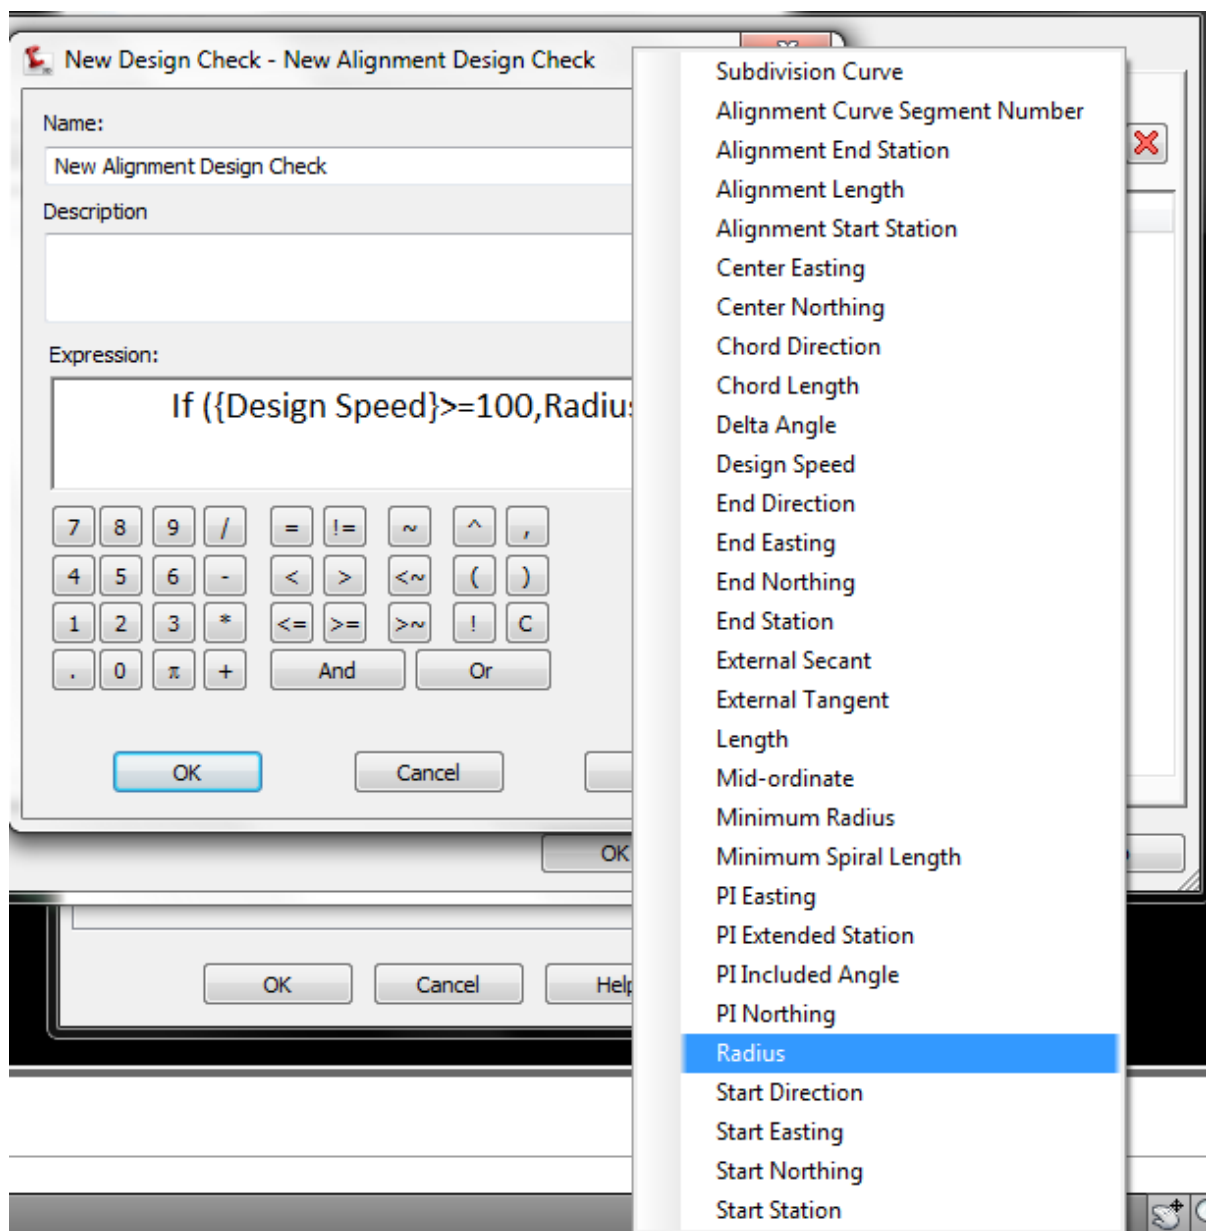 New Design Check - New Alignment Design Check
Name:
New Alignment Design Check
Description
Expression:
If ({Design Speed}>=100,Radius
7 8 9 / = != ~ ^ ,
4 5 6 - < > <~ ( )
1 2 3 * <= >= >~ ! C
. 0 π + And Or
OK Cancel
OK
OK Cancel Help
Subdivision Curve
Alignment Curve Segment Number
Alignment End Station
Alignment Length
Alignment Start Station
Center Easting
Center Northing
Chord Direction
Chord Length
Delta Angle
Design Speed
End Direction
End Easting
End Northing
End Station
External Secant
External Tangent
Length
Mid-ordinate
Minimum Radius
Minimum Spiral Length
PI Easting
PI Extended Station
PI Included Angle
PI Northing
Radius
Start Direction
Start Easting
Start Northing
Start Station